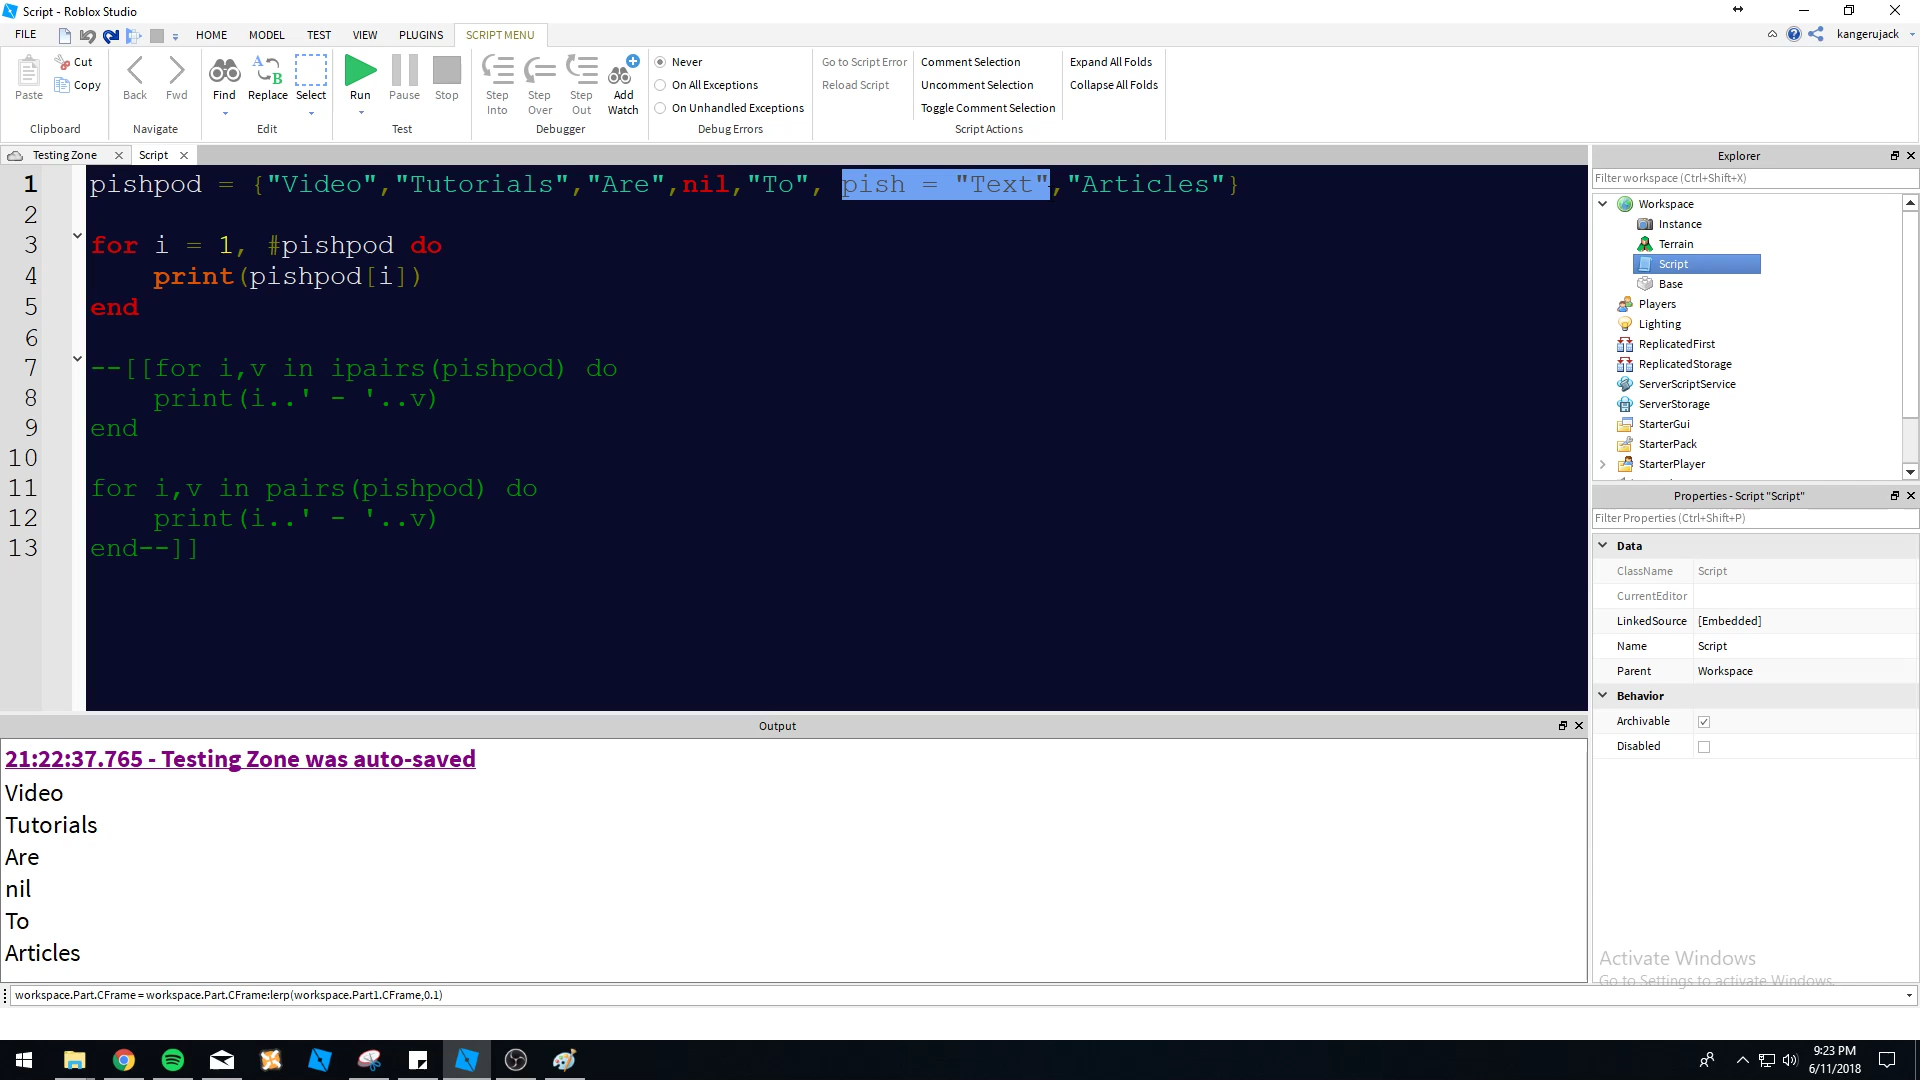 Script - Roblox Studio
FILE HOME MODEL TEST VIEW PLUGINS SCRIPT MENU kangerujack
Paste Cut Copy Back Fwd Find Replace Select Run Pause Stop Step Into Step Over Step Out Add Watch
Never
On All Exceptions
On Unhandled Exceptions
Go to Script Error
Reload Script
Comment Selection
Uncomment Selection
Toggle Comment Selection
Expand All Folds
Collapse All Folds
Clipboard Navigate Edit Test Debugger Debug Errors Script Actions
Testing Zone Script
1 pishpod = {"Video","Tutorials","Are",nil,"To", pish = "Text","Articles"}
2
3 for i = 1, #pishpod do
4 print(pishpod[i])
5 end
6
7 --[[for i,v in ipairs(pishpod) do
8 print(i..' - '..v)
9 end
10
11 for i,v in pairs(pishpod) do
12 print(i..' - '..v)
13 end--]]
Output
21:22:37.765 - Testing Zone was auto-saved
Video
Tutorials
Are
nil
To
Articles
workspace.Part.CFrame = workspace.Part.CFrame:lerp(workspace.Part1.CFrame,0.1)
Explorer
Filter workspace (Ctrl+Shift+X)
Workspace
Instance
Terrain
Script
Base
Players
Lighting
ReplicatedFirst
ReplicatedStorage
ServerScriptService
ServerStorage
StarterGui
StarterPack
StarterPlayer
Properties - Script "Script"
Filter Properties (Ctrl+Shift+P)
Data
ClassName Script
CurrentEditor
LinkedSource [Embedded]
Name Script
Parent Workspace
Behavior
Archivable
Disabled
Activate Windows
Go to Settings to activate Windows.
9:23 PM
6/11/2018